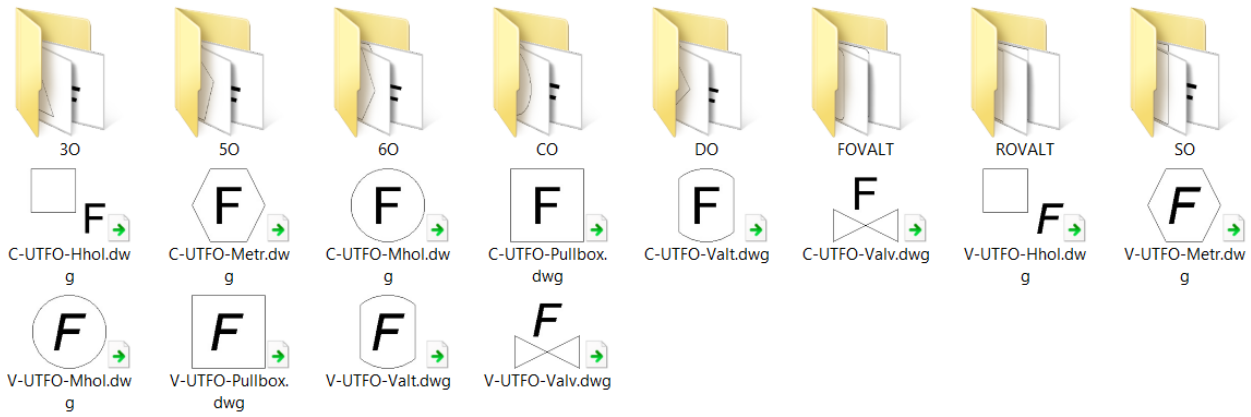 3O 5O 6O CO DO FOVALT ROVALT SO
F F F F F F F F
C-UTFO-Hhol.dw C-UTFO-Metr.dw C-UTFO-Mhol.dw C-UTFO-Pullbox. C-UTFO-Valt.dwg C-UTFO-Valv.dwg V-UTFO-Hhol.dw V-UTFO-Metr.dw
g g g dwg g g
F F F F
V-UTFO-Mhol.dw V-UTFO-Pullbox. V-UTFO-Valt.dwg V-UTFO-Valv.dwg
g dwg